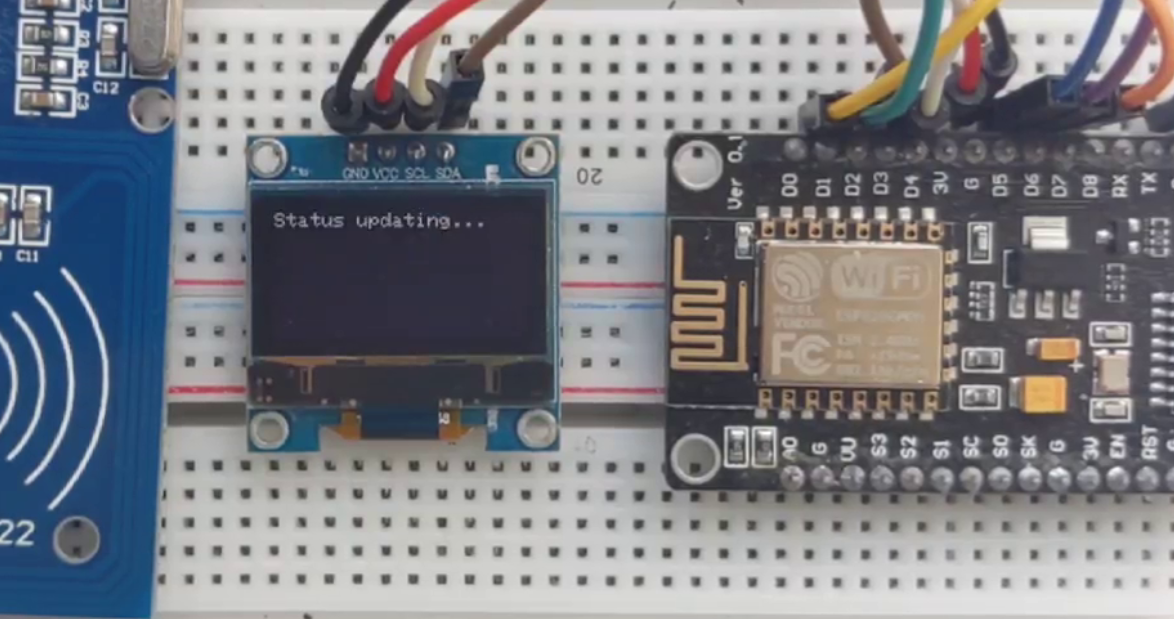 C12
C11
22
GND VCC SCL SDA
Status updating...
20
Ver 0.1
D0
D1
D2
D3
D4
3V
G
D5
D6
D7
D8
RX
TX
WiFi
FC
A0
G
VU
S3
S2
S1
SC
S0
SK
G
3V
EN
RST